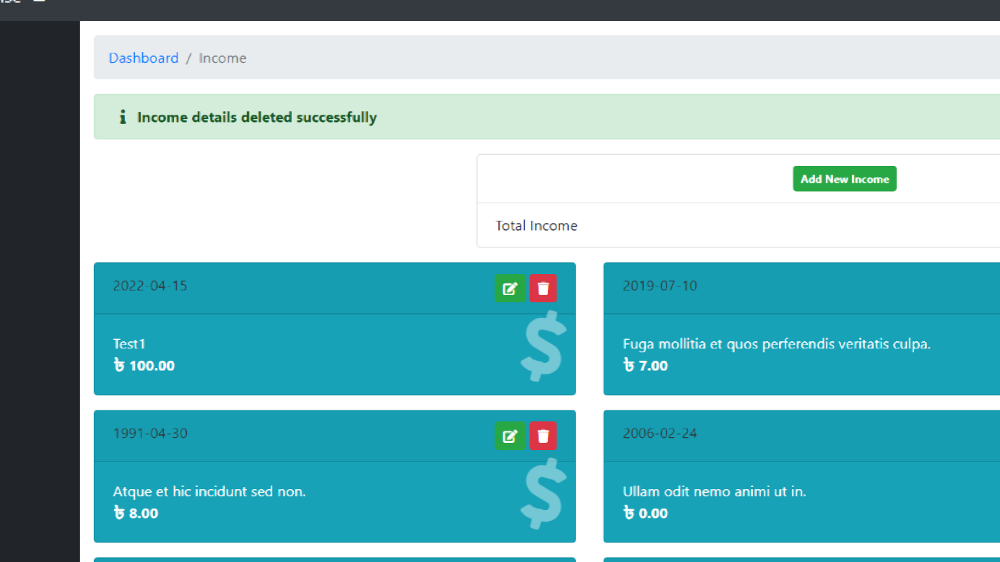 Dashboard / Income
Income details deleted successfully
Add New Income
Total Income
2022-04-15
Test1
৳ 100.00
2019-07-10
Fuga mollitia et quos perferendis veritatis culpa.
৳ 7.00
1991-04-30
Atque et hic incidunt sed non.
৳ 8.00
2006-02-24
Ullam odit nemo animi ut in.
৳ 0.00